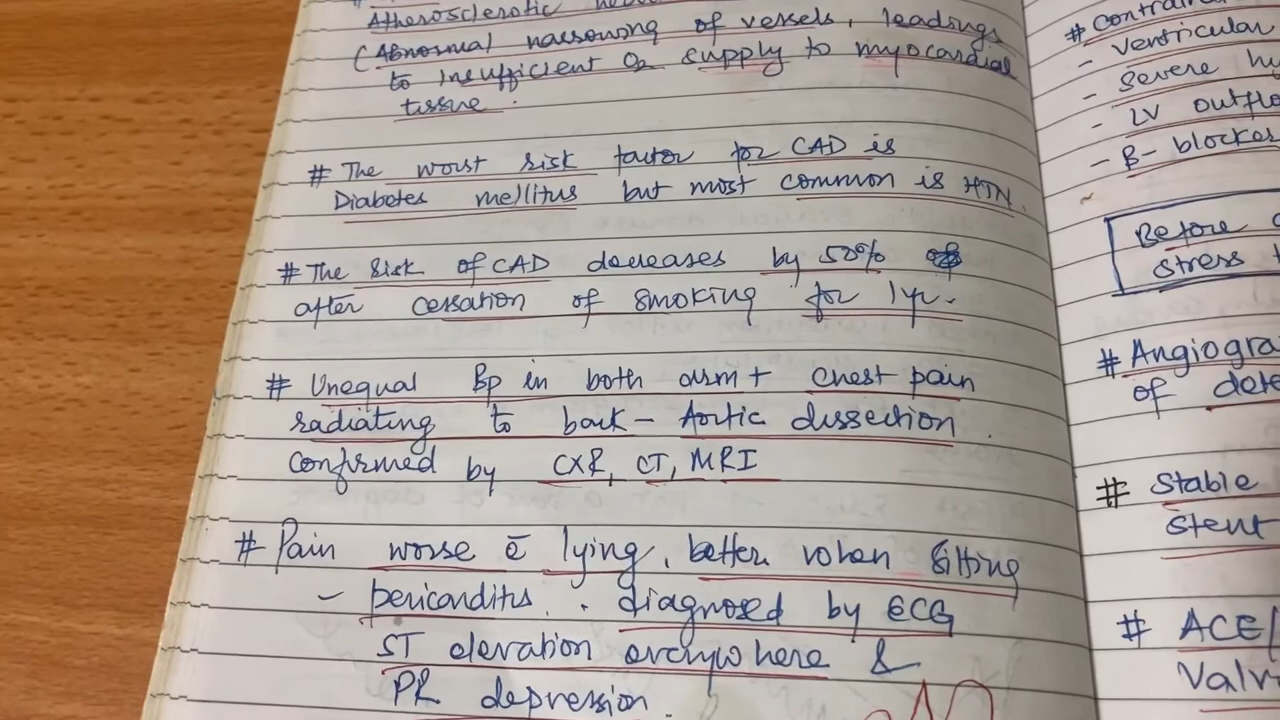 Atherosclerotic
(Abnormal narrowing of vessels, leadings
to insufficient O2 supply to myocardial
tissue.
# The worst risk factor for CAD is
Diabetes mellitus but most common is HTN.
# The Risk of CAD decreases by 50%
after cessation of smoking for 1yr.
# Unequal Bp in both arm + chest pain
radiating to back - Aortic dissection.
confirmed by CXR, CT, MRI
# Pain worse c̄ lying, better when sitting
- pericarditis. diagnosed by ECG
ST elevation everywhere &
PR depression.
# Contrai
- Ventricular
- Severe hy
- LV outflo
- B-blocker
Before
stress t
# Angiogra
of dete
# Stable
Stent
# ACE/
Valv